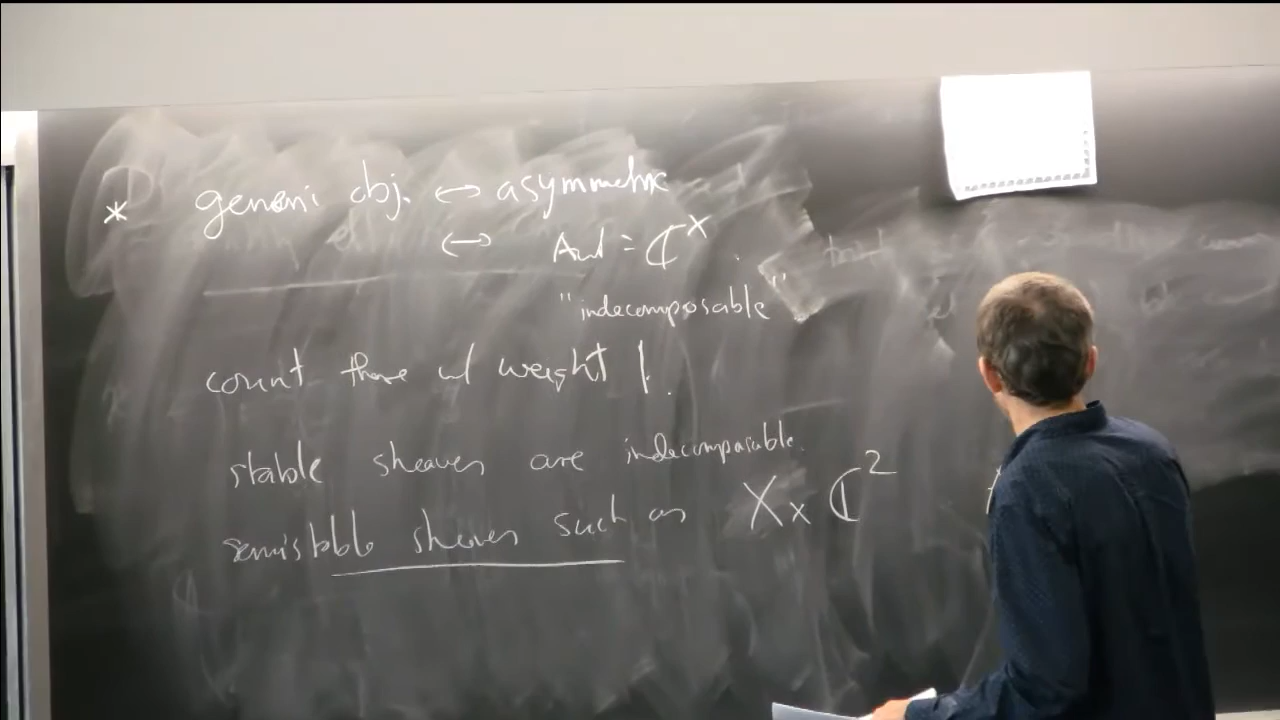 * generic obj. ↔ asymmetric
↔ Aut = ℂ^×
"indecomposable"
count those w/ weight 1.
stable sheaves are indecomposable.
semistable sheaves such as X × ℂ²